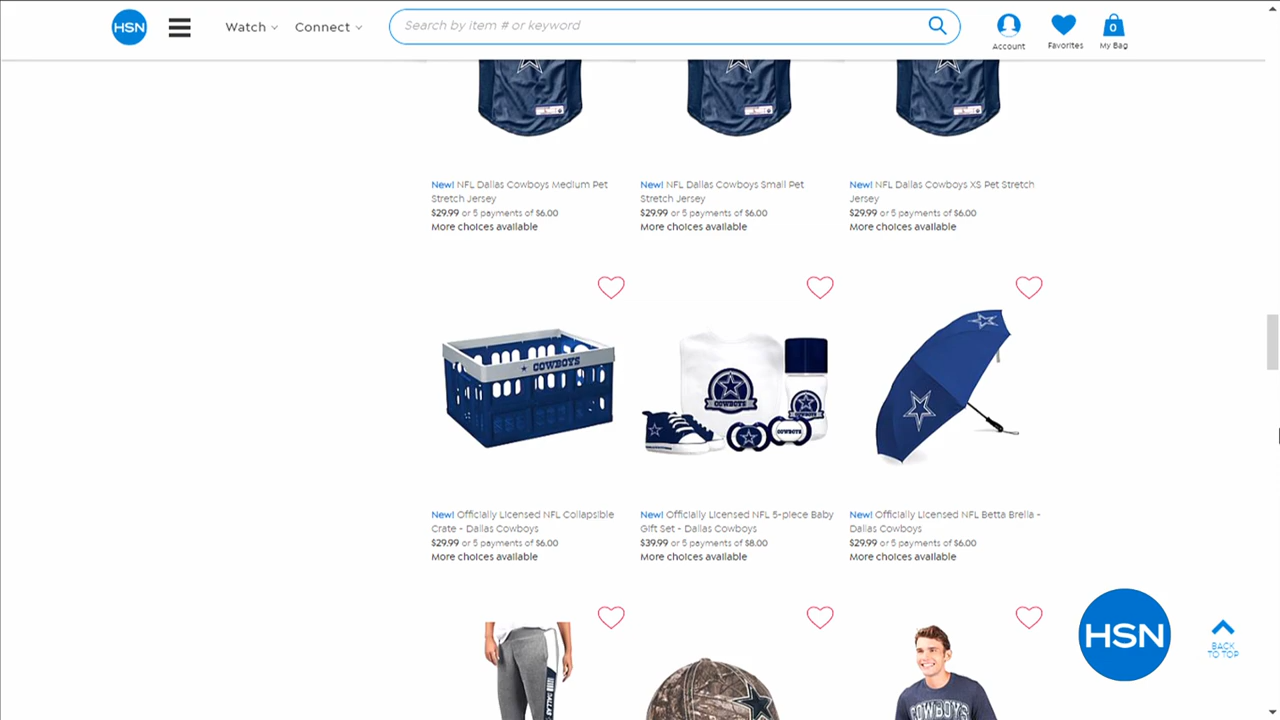 HSN
Watch
Connect
Search by item # or keyword
Account
Favorites
0
My Bag
New! NFL Dallas Cowboys Medium Pet
Stretch Jersey
$29.99 or 5 payments of $6.00
More choices available
New! NFL Dallas Cowboys Small Pet
Stretch Jersey
$29.99 or 5 payments of $6.00
More choices available
New! NFL Dallas Cowboys XS Pet Stretch
Jersey
$29.99 or 5 payments of $6.00
More choices available
COWBOYS
COWBOYS
COWBOYS
COWBOYS
New! Officially Licensed NFL Collapsible
Crate - Dallas Cowboys
$29.99 or 5 payments of $6.00
More choices available
New! Officially Licensed NFL 5-piece Baby
Gift Set - Dallas Cowboys
$39.99 or 5 payments of $8.00
More choices available
New! Officially Licensed NFL Betta Brella -
Dallas Cowboys
$29.99 or 5 payments of $6.00
More choices available
DALLAS
COWBOYS
HSN
BACK
TO TOP